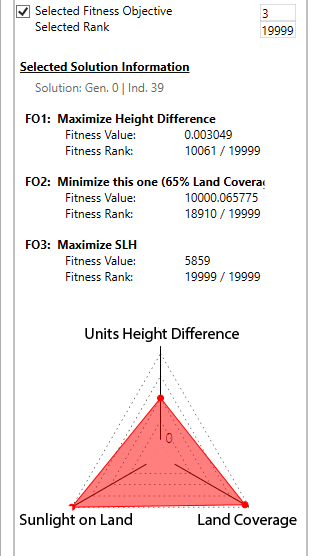 Selected Fitness Objective 3
Selected Rank 19999
Selected Solution Information
Solution: Gen. 0 | Ind. 39
FO1: Maximize Height Difference
Fitness Value: 0.003049
Fitness Rank: 10061 / 19999
FO2: Minimize this one (65% Land Coverag
Fitness Value: 10000.065775
Fitness Rank: 18910 / 19999
FO3: Maximize SLH
Fitness Value: 5859
Fitness Rank: 19999 / 19999
Units Height Difference
0
Sunlight on Land Land Coverage